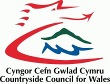 Cyngor Cefn Gwlad Cymru
Countryside Council for Wales